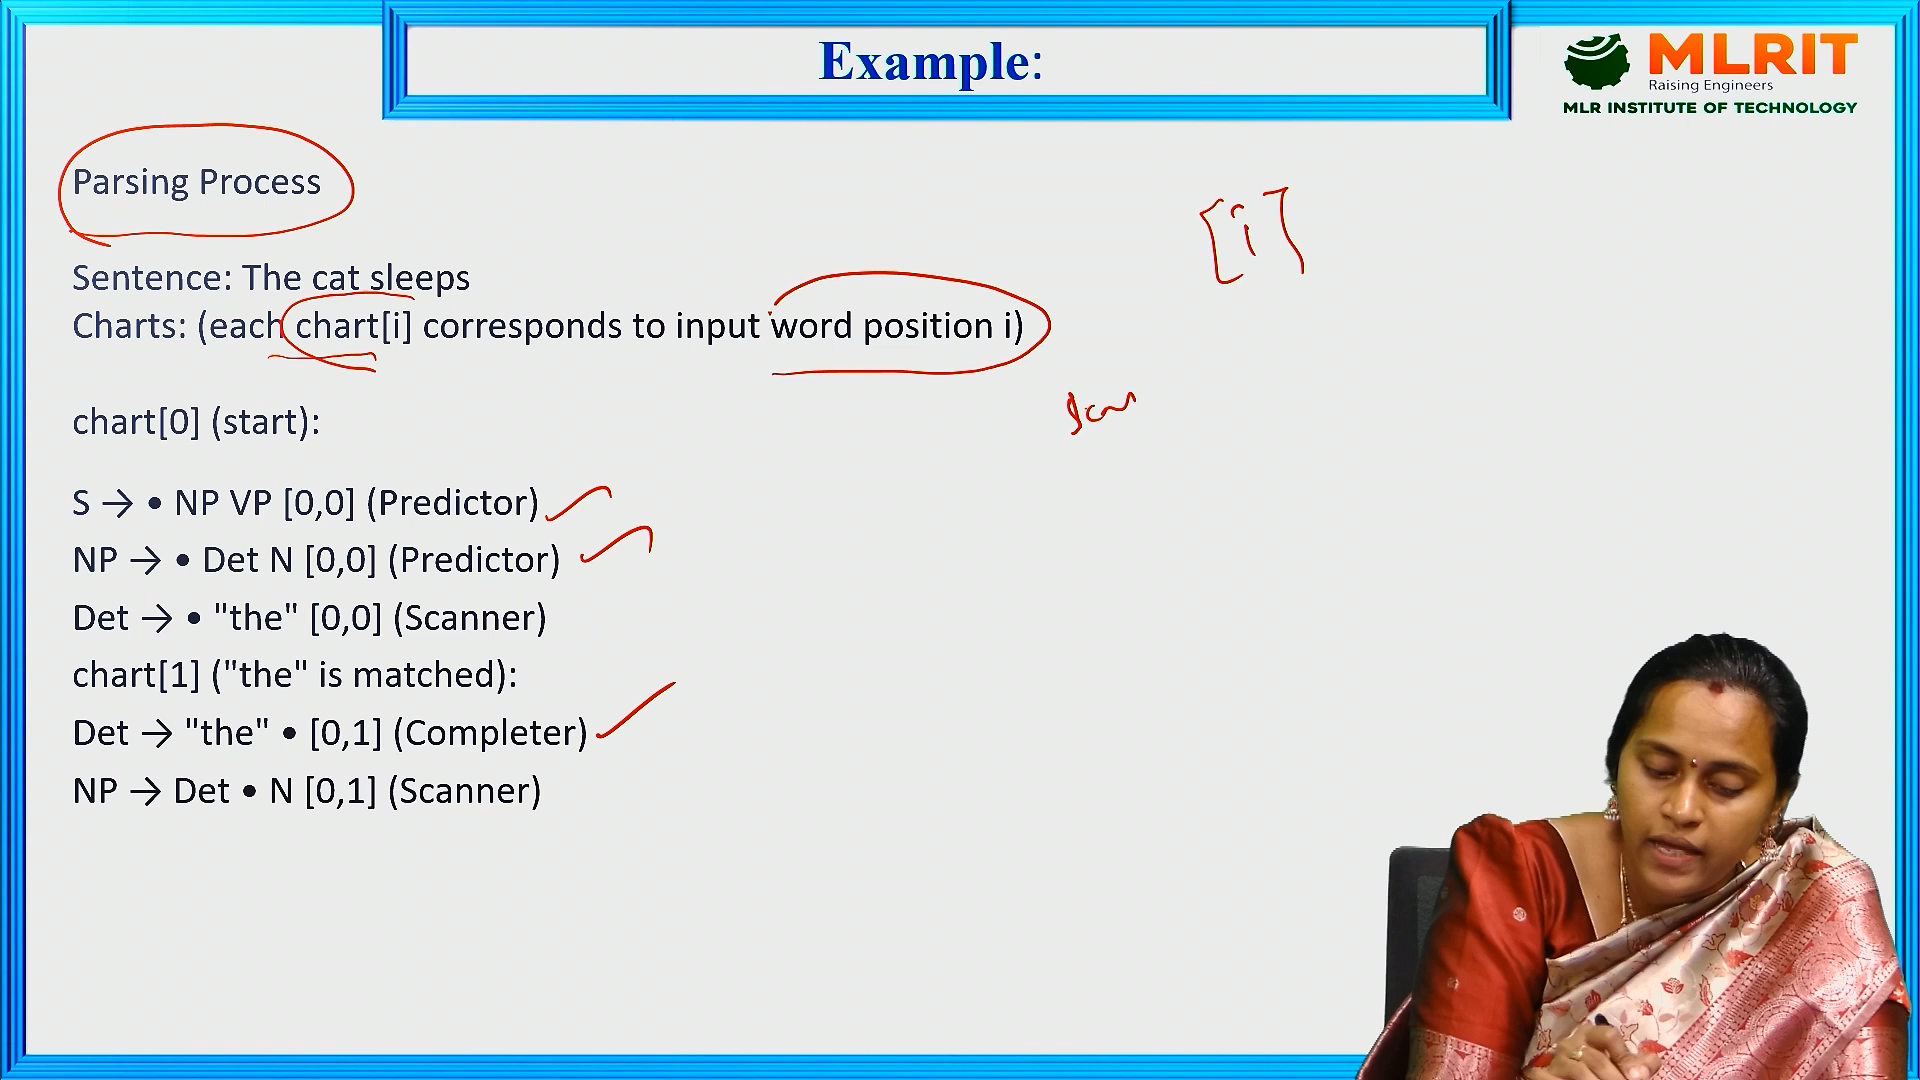 Example:
MLRIT
Raising Engineers
MLR INSTITUTE OF TECHNOLOGY
Parsing Process
[i]
Sentence: The cat sleeps
Charts: (each chart[i] corresponds to input word position i)
chart[0] (start):
S → • NP VP [0,0] (Predictor)
NP → • Det N [0,0] (Predictor)
Det → • "the" [0,0] (Scanner)
chart[1] ("the" is matched):
Det → "the" • [0,1] (Completer)
NP → Det • N [0,1] (Scanner)